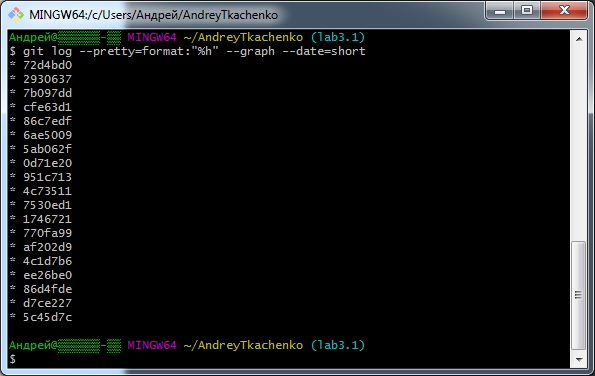 MINGW64:/c/Users/Андрей/AndreyTkachenko
Андрей@▒▒▒▒▒▒-▒▒ MINGW64 ~/AndreyTkachenko (lab3.1)
$ git log --pretty=format:"%h" --graph --date=short
* 72d4bd0
* 2930637
* 7b097dd
* cfe63d1
* 86c7edf
* 6ae5009
* 5ab062f
* 0d71e20
* 951c713
* 4c73511
* 7530ed1
* 1746721
* 770fa99
* af202d9
* 4c1d7b6
* ee26be0
* 86d4fde
* d7ce227
* 5c45d7c
Андрей@▒▒▒▒▒▒-▒▒ MINGW64 ~/AndreyTkachenko (lab3.1)
$